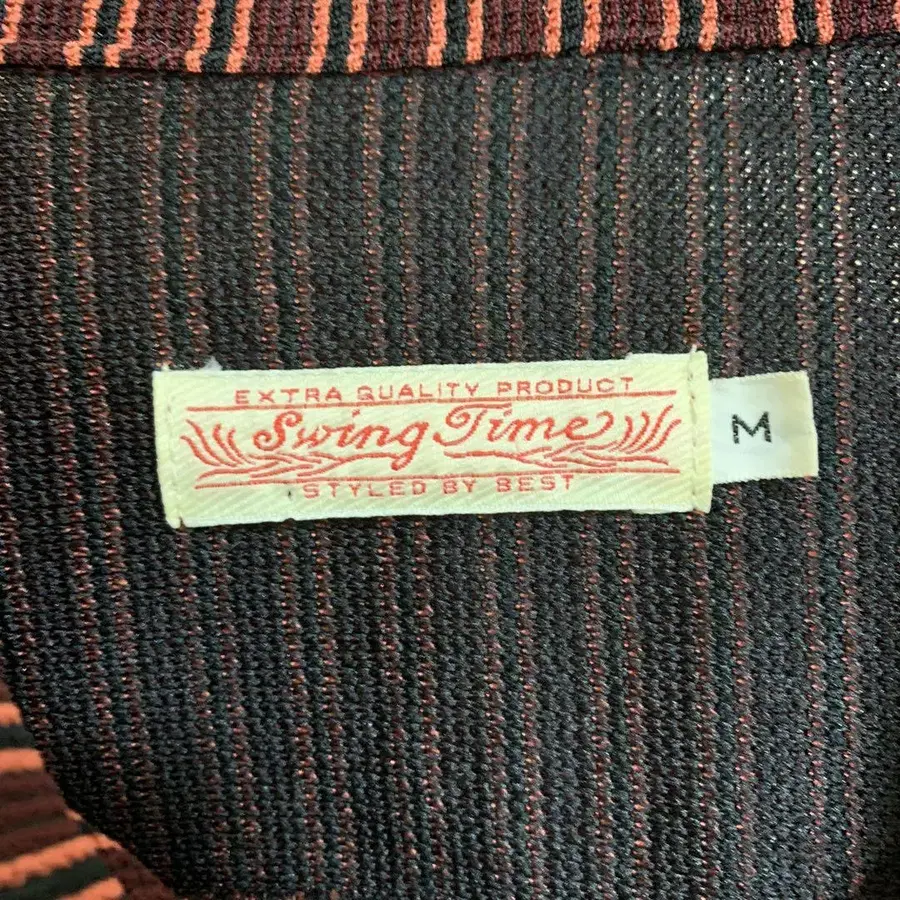 EXTRA QUALITY PRODUCT
Swing Time
STYLED BY BEST
M